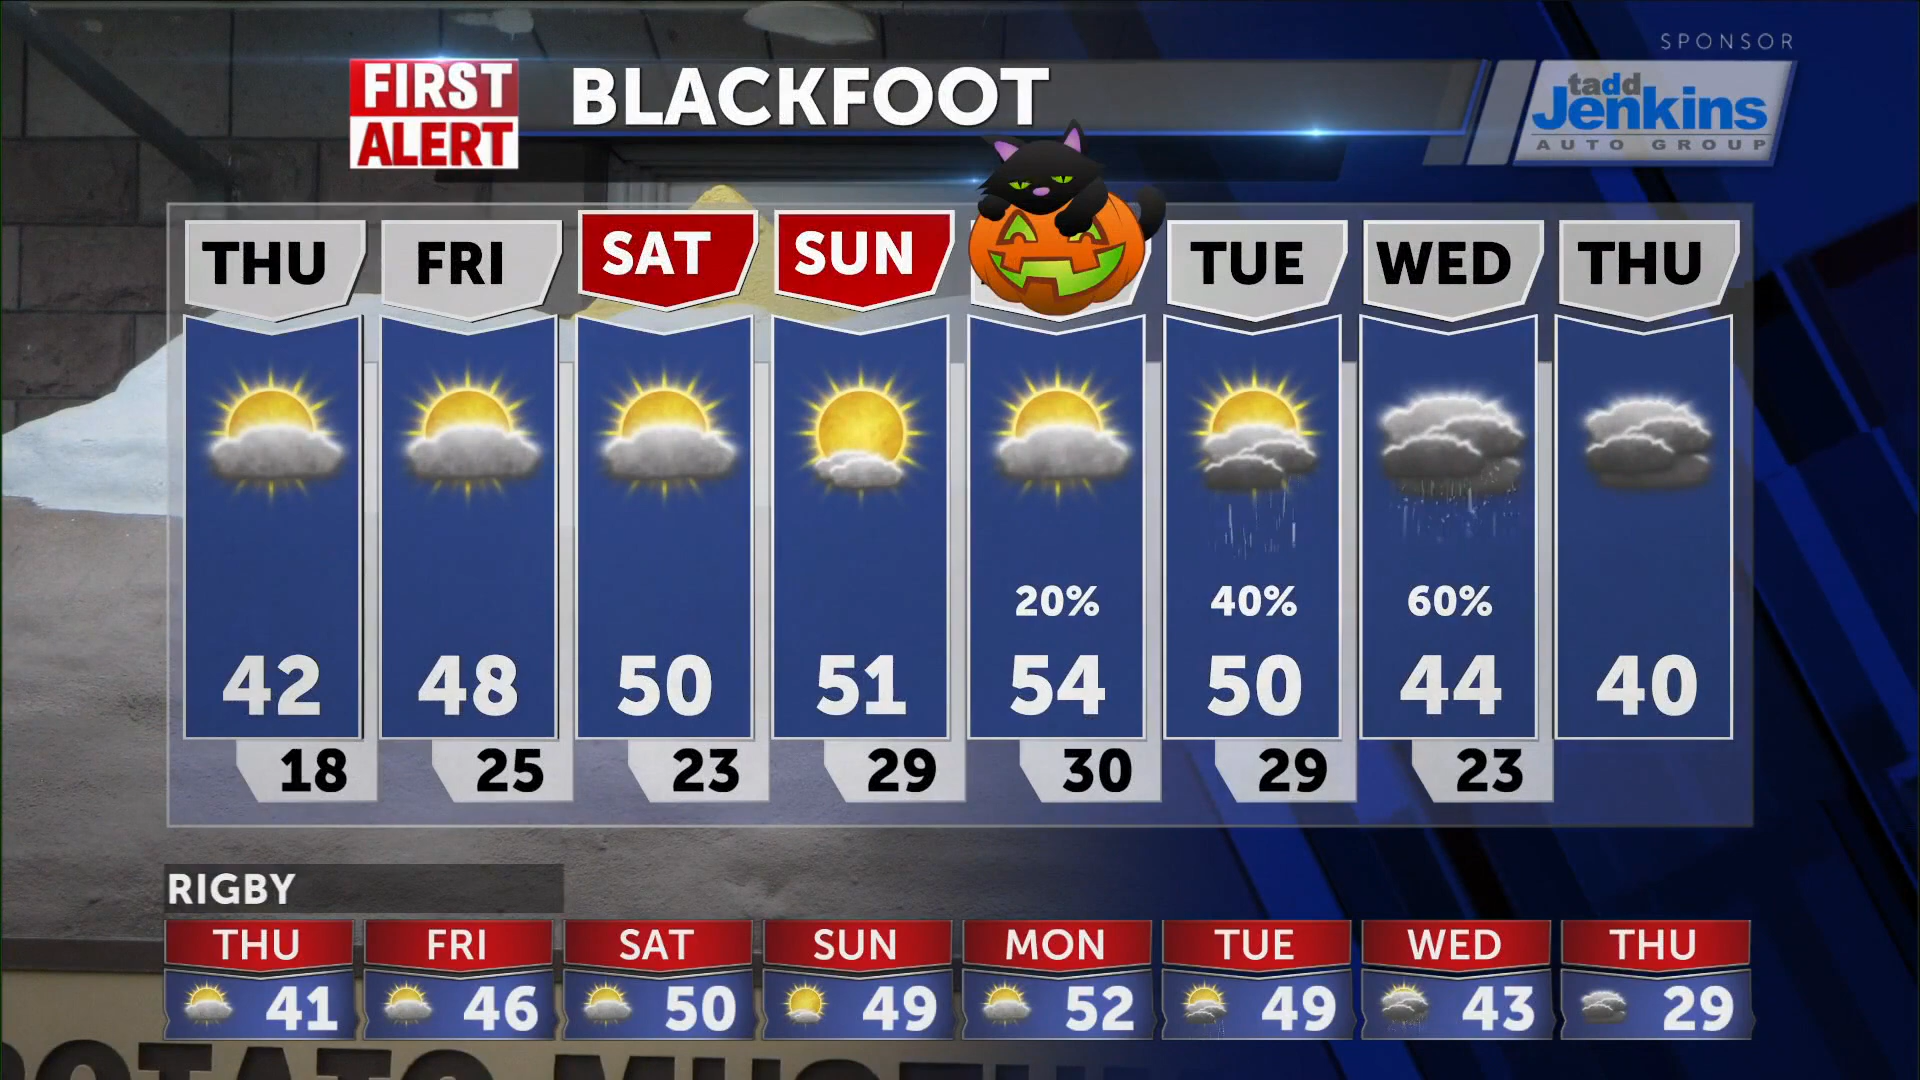 SPONSOR
FIRST
ALERT
BLACKFOOT
tadd
Jenkins
AUTO GROUP
THU FRI SAT SUN TUE WED THU
20% 40% 60%
42 48 50 51 54 50 44 40
18 25 23 29 30 29 23
RIGBY
THU FRI SAT SUN MON TUE WED THU
41 46 50 49 52 49 43 29
POTATO MUSEUM